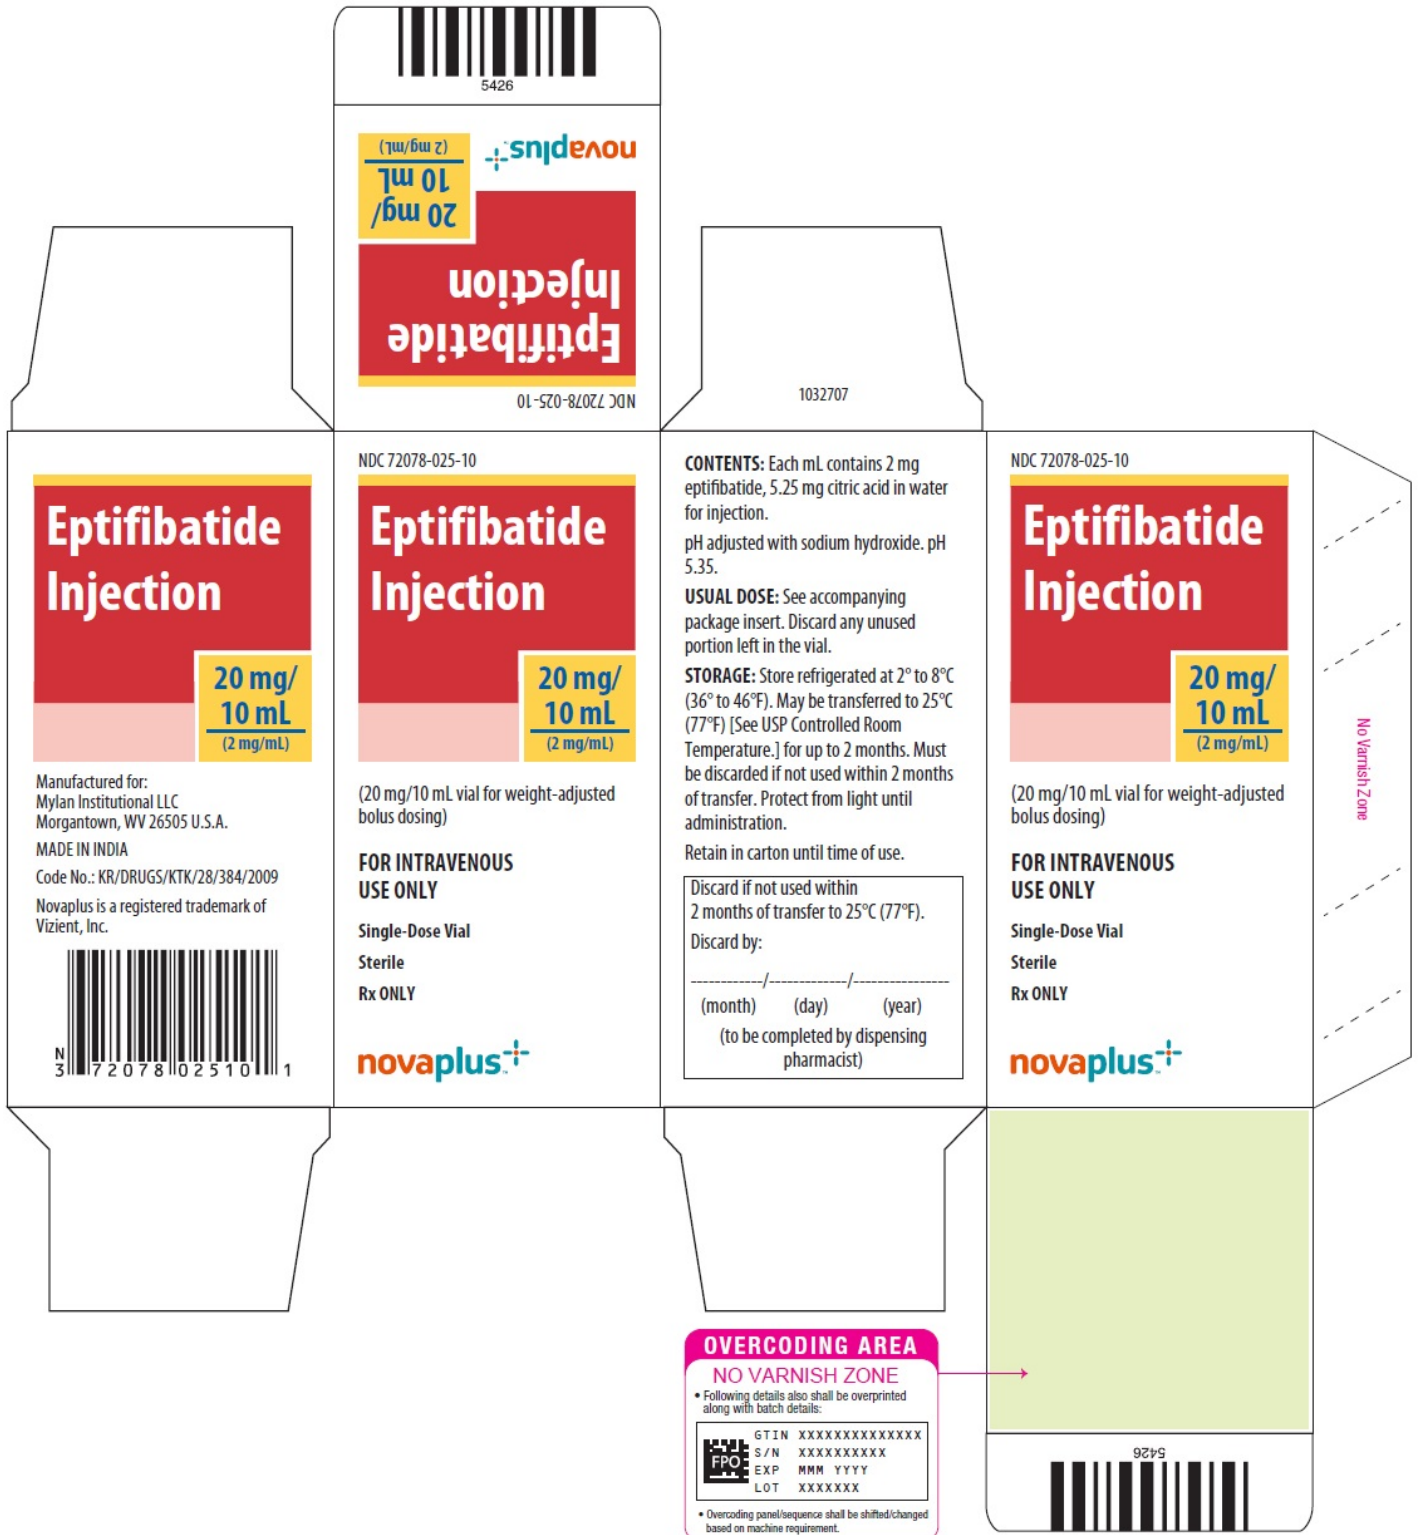 5426
NDC 72078-025-10
Eptifibatide
Injection
20 mg/
10 mL
(2 mg/mL)
novaplus™
1032707
Eptifibatide
Injection
20 mg/
10 mL
(2 mg/mL)
Manufactured for:
Mylan Institutional LLC
Morgantown, WV 26505 U.S.A.
MADE IN INDIA
Code No.: KR/DRUGS/KTK/28/384/2009
Novaplus is a registered trademark of
Vizient, Inc.
N
3 72078 02510 1
NDC 72078-025-10
Eptifibatide
Injection
20 mg/
10 mL
(2 mg/mL)
(20 mg/10 mL vial for weight-adjusted
bolus dosing)
FOR INTRAVENOUS
USE ONLY
Single-Dose Vial
Sterile
Rx ONLY
novaplus™
CONTENTS: Each mL contains 2 mg
eptifibatide, 5.25 mg citric acid in water
for injection.
pH adjusted with sodium hydroxide. pH
5.35.
USUAL DOSE: See accompanying
package insert. Discard any unused
portion left in the vial.
STORAGE: Store refrigerated at 2° to 8°C
(36° to 46°F). May be transferred to 25°C
(77°F) [See USP Controlled Room
Temperature.] for up to 2 months. Must
be discarded if not used within 2 months
of transfer. Protect from light until
administration.
Retain in carton until time of use.
Discard if not used within
2 months of transfer to 25°C (77°F).
Discard by:
------------/-------------/----------------
(month) (day) (year)
(to be completed by dispensing
pharmacist)
NDC 72078-025-10
Eptifibatide
Injection
20 mg/
10 mL
(2 mg/mL)
(20 mg/10 mL vial for weight-adjusted
bolus dosing)
FOR INTRAVENOUS
USE ONLY
Single-Dose Vial
Sterile
Rx ONLY
novaplus™
No Varnish Zone
OVERCODING AREA
NO VARNISH ZONE
• Following details also shall be overprinted
along with batch details:
FPO
GTIN XXXXXXXXXXXXXX
S/N XXXXXXXXXX
EXP MMM YYYY
LOT XXXXXXX
• Overcoding panel/sequence shall be shifted/changed
based on machine requirement.
5426